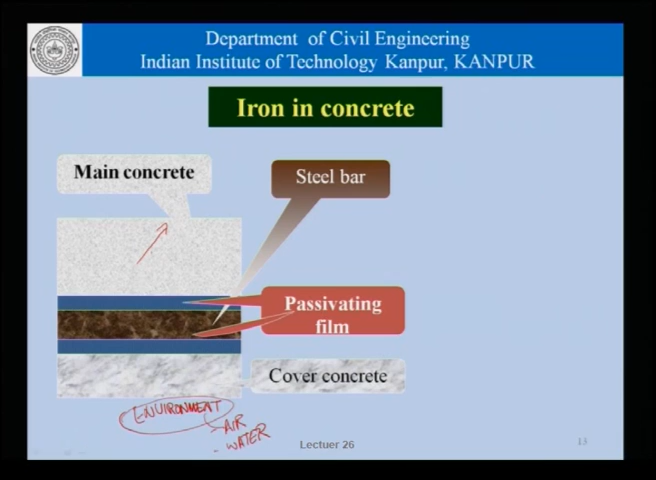 Department of Civil Engineering
Indian Institute of Technology Kanpur, KANPUR
Iron in concrete
Main concrete
Steel bar
Passivating
film
Cover concrete
ENVIRONMENT
- AIR
- WATER
Lectuer 26
13